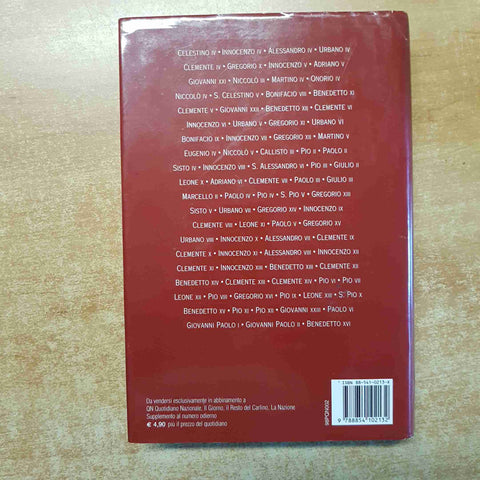 CELESTINO IV • INNOCENZO IV • ALESSANDRO IV • URBANO IV
CLEMENTE IV • GREGORIO X • INNOCENZO V • ADRIANO V
GIOVANNI XXI • NICCOLÒ III • MARTINO IV • ONORIO IV
NICCOLÒ IV • S. CELESTINO V • BONIFACIO VIII • BENEDETTO XI
CLEMENTE V • GIOVANNI XXII • BENEDETTO XII • CLEMENTE VI
INNOCENZO VI • URBANO V • GREGORIO XI • URBANO VI
BONIFACIO IX • INNOCENZO VII • GREGORIO XII • MARTINO V
EUGENIO IV • NICCOLÒ V • CALLISTO III • PIO II • PAOLO II
SISTO IV • INNOCENZO VIII • S. ALESSANDRO VI • PIO III • GIULIO II
LEONE X • ADRIANO VI • CLEMENTE VII • PAOLO III • GIULIO III
MARCELLO II • PAOLO IV • PIO IV • S. PIO V • GREGORIO XIII
SISTO V • URBANO VII • GREGORIO XIV • INNOCENZO IX
CLEMENTE VIII • LEONE XI • PAOLO V • GREGORIO XV
URBANO VIII • INNOCENZO X • ALESSANDRO VII • CLEMENTE IX
CLEMENTE X • INNOCENZO XI • ALESSANDRO VIII • INNOCENZO XII
CLEMENTE XI • INNOCENZO XIII • BENEDETTO XIII • CLEMENTE XII
BENEDETTO XIV • CLEMENTE XIII • CLEMENTE XIV • PIO VI • PIO VII
LEONE XII • PIO VIII • GREGORIO XVI • PIO IX • LEONE XIII • S. PIO X
BENEDETTO XV • PIO XI • PIO XII • GIOVANNI XXIII • PAOLO VI
GIOVANNI PAOLO I • GIOVANNI PAOLO II • BENEDETTO XVI
Da vendersi esclusivamente in abbinamento a
QN Quotidiano Nazionale, Il Giorno, il Resto del Carlino, La Nazione
Supplemento al numero odierno
€ 4,90 più il prezzo del quotidiano
ISBN 88-541-0213-8
9 788854 102132